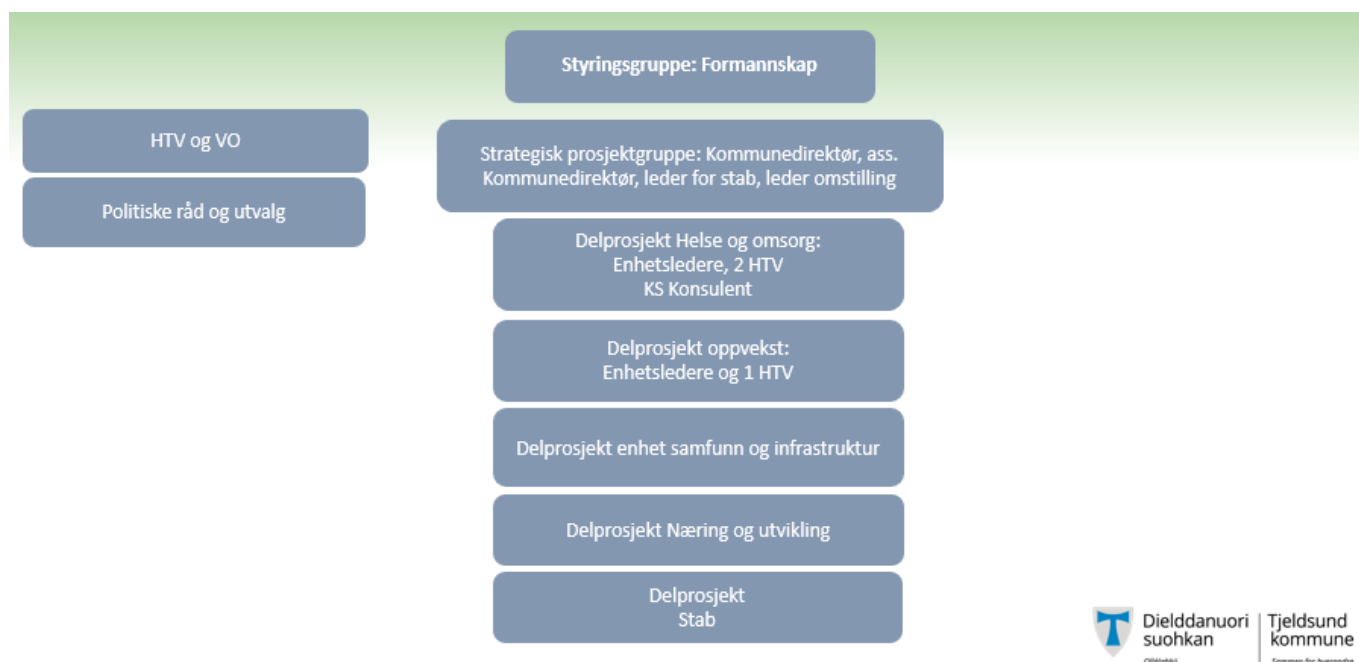 Styringsgruppe: Formannskap
HTV og VO
Politiske råd og utvalg
Strategisk prosjektgruppe: Kommunedirektør, ass.
Kommunedirektør, leder for stab, leder omstilling
Delprosjekt Helse og omsorg:
Enhetsledere, 2 HTV
KS Konsulent
Delprosjekt oppvekst:
Enhetsledere og 1 HTV
Delprosjekt enhet samfunn og infrastruktur
Delprosjekt Næring og utvikling
Delprosjekt
Stab
Dielddanuori
suohkan
Tjeldsund
kommune